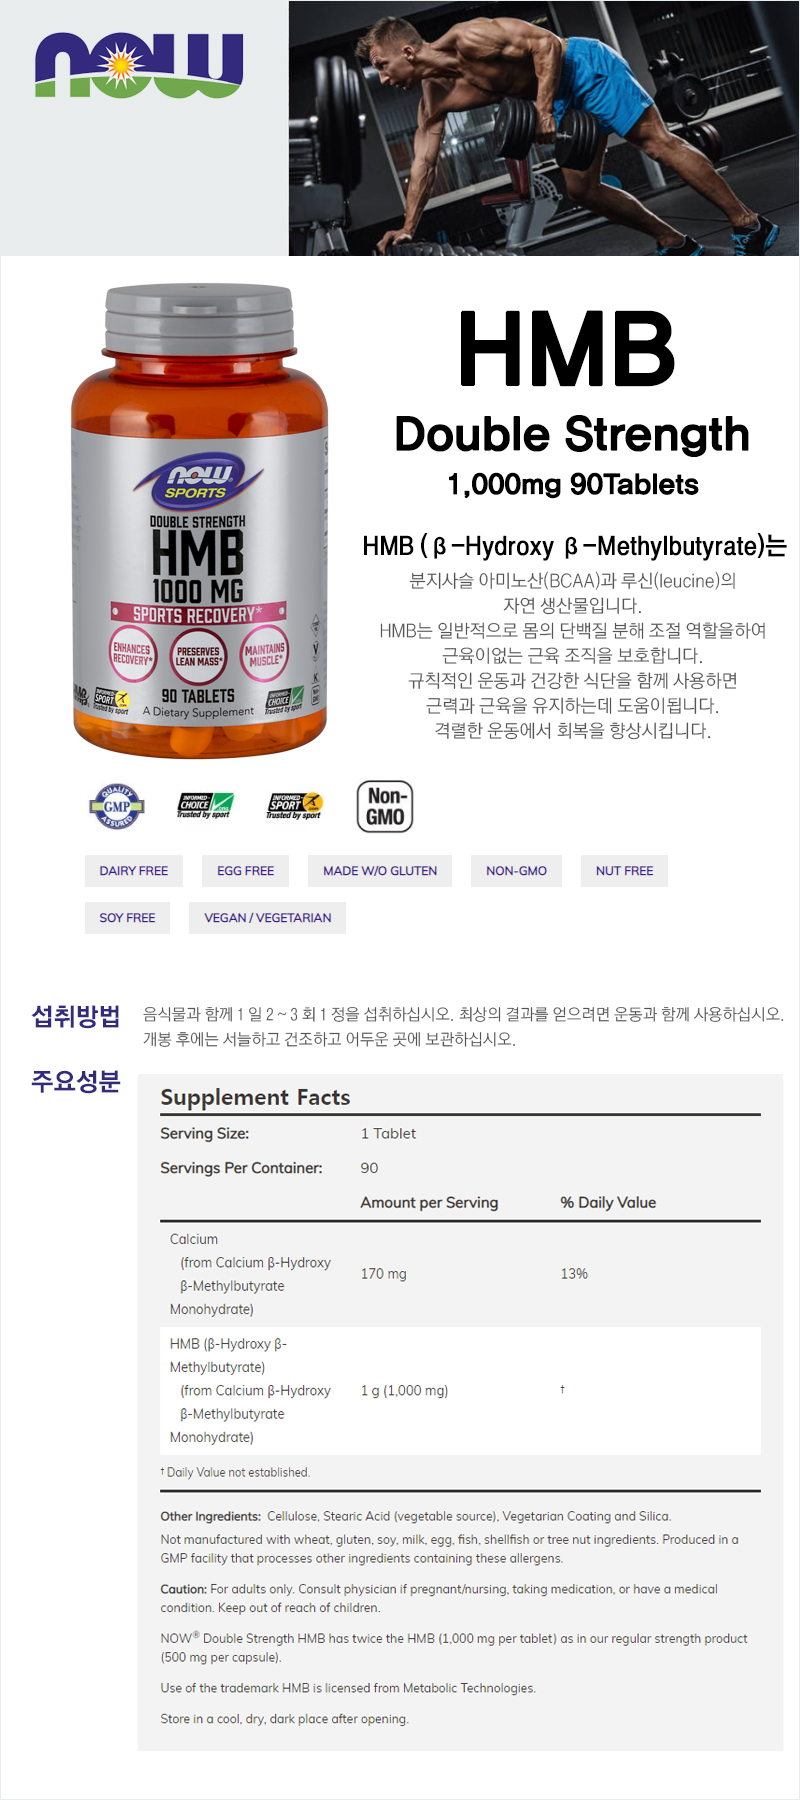 NOW
HMB
Double Strength
1,000mg 90Tablets
NOW
SPORTS
DOUBLE STRENGTH
HMB
1000 MG
SPORTS RECOVERY*
ENHANCES
RECOVERY*
PRESERVES
LEAN MASS*
MAINTAINS
MUSCLE*
INFORMED
SPORT
.com
Trusted by sport
90 TABLETS
A Dietary Supplement
INFORMED
CHOICE
.org
Trusted by sport
V
K
HMB ( β –Hydroxy β –Methylbutyrate)는
분지사슬 아미노산(BCAA)과 루신(leucine)의
자연 생산물입니다.
HMB는 일반적으로 몸의 단백질 분해 조절 역할을하여
근육이없는 근육 조직을 보호합니다.
규칙적인 운동과 건강한 식단을 함께 사용하면
근력과 근육을 유지하는데 도움이됩니다.
격렬한 운동에서 회복을 향상시킵니다.
QUALITY
GMP
ASSURED
INFORMED-
CHOICE
.org
Trusted by sport
INFORMED-
SPORT
.com
Trusted by sport
Non-
GMO
DAIRY FREE
EGG FREE
MADE W/O GLUTEN
NON-GMO
NUT FREE
SOY FREE
VEGAN / VEGETARIAN
섭취방법
음식물과 함께 1 일 2 ~ 3 회 1 정을 섭취하십시오. 최상의 결과를 얻으려면 운동과 함께 사용하십시오.
개봉 후에는 서늘하고 건조하고 어두운 곳에 보관하십시오.
주요성분
Supplement Facts
Serving Size: 1 Tablet
Servings Per Container: 90
Amount per Serving % Daily Value
Calcium
(from Calcium β-Hydroxy
β-Methylbutyrate
Monohydrate)
170 mg 13%
HMB (β-Hydroxy β-
Methylbutyrate)
(from Calcium β-Hydroxy
β-Methylbutyrate
Monohydrate)
1 g (1,000 mg) †
† Daily Value not established.
Other Ingredients: Cellulose, Stearic Acid (vegetable source), Vegetarian Coating and Silica.
Not manufactured with wheat, gluten, soy, milk, egg, fish, shellfish or tree nut ingredients. Produced in a
GMP facility that processes other ingredients containing these allergens.
Caution: For adults only. Consult physician if pregnant/nursing, taking medication, or have a medical
condition. Keep out of reach of children.
NOW® Double Strength HMB has twice the HMB (1,000 mg per tablet) as in our regular strength product
(500 mg per capsule).
Use of the trademark HMB is licensed from Metabolic Technologies.
Store in a cool, dry, dark place after opening.